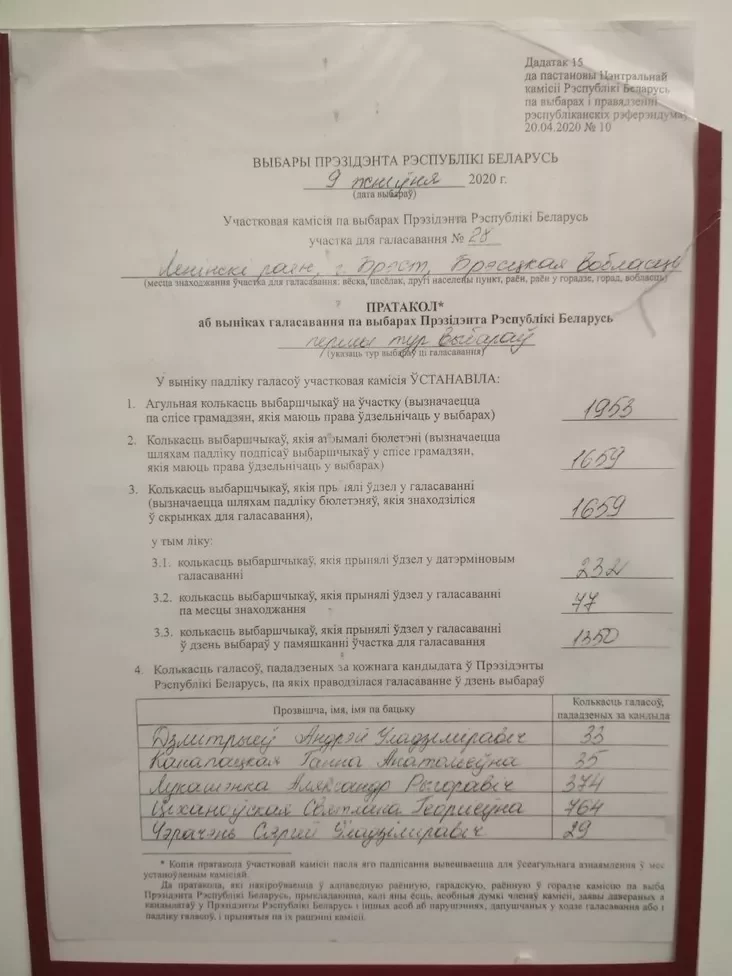 Дадатак 15
да пастановы Цэнтральнай
камісіі Рэспублікі Беларусь
па выбарах і правядзенні
рэспубліканскіх рэферэндумаў
20.04.2020 № 10
ВЫБАРЫ ПРЭЗІДЭНТА РЭСПУБЛІКІ БЕЛАРУСЬ
9 жніўня 2020 г.
(дата выбараў)
Участковая камісія па выбарах Прэзідэнта Рэспублікі Беларусь
участка для галасавання № 28
Ленінскі раён, г. Брэст, Брэсцкая вобласць
(месца знаходжання ўчастка для галасавання: вёска, пасёлак, другі населены пункт, раён, раён у горадзе, горад, вобласць)
ПРАТАКОЛ*
аб выніках галасавання па выбарах Прэзідэнта Рэспублікі Беларусь
першы тур выбараў
(указаць тур выбараў ці галасавання)
У выніку падліку галасоў участковая камісія ЎСТАНАВІЛА:
1. Агульная колькасць выбаршчыкаў на ўчастку (вызначаецца
па спісе грамадзян, якія маюць права ўдзельнічаць у выбарах) 1953
2. Колькасць выбаршчыкаў, якія атрымалі бюлетэні (вызначаецца
шляхам падліку подпісаў выбаршчыкаў у спісе грамадзян,
якія маюць права ўдзельнічаць у выбарах) 1659
3. Колькасць выбаршчыкаў, якія прынялі ўдзел у галасаванні
(вызначаецца шляхам падліку бюлетэняў, якія знаходзіліся
ў скрынках для галасавання), 1659
у тым ліку:
3.1. колькасць выбаршчыкаў, якія прынялі ўдзел у датэрміновым
галасаванні 232
3.2. колькасць выбаршчыкаў, якія прынялі ўдзел у галасаванні
па месцы знаходжання 77
3.3. колькасць выбаршчыкаў, якія прынялі ўдзел у галасаванні
ў дзень выбараў у памяшканні ўчастка для галасавання 1350
4. Колькасць галасоў, пададзеных за кожнага кандыдата ў Прэзідэнты
Рэспублікі Беларусь, па якіх праводзілася галасаванне ў дзень выбараў
Прозвішча, імя, імя па бацьку Колькасць галасоў,
пададзеных за кандыда
Дзмітрыеў Андрэй Уладзіміравіч 33
Канапацкая Ганна Анатольеўна 35
Лукашэнка Аляксандр Рыгоравіч 374
Ціханоўская Святлана Георгіеўна 764
Чэрачэнь Сяргей Уладзіміравіч 29
* Копія пратакола ўчастковай камісіі пасля яго падпісання вывешваецца для ўсеагульнага азнаямлення ў мес
устаноўленым камісіяй.
Да пратакола, які накіроўваецца ў адпаведную раённую, гарадскую, раённую ў горадзе камісію па выба
Прэзідэнта Рэспублікі Беларусь, прыкладаюцца, калі яны ёсць, асобныя думкі членаў камісіі, заявы давераных а
кандыдатаў у Прэзідэнты Рэспублікі Беларусь і іншых асоб аб парушэннях, дапушчаных у ходзе галасавання або п
падліку галасоў, і прынятыя па іх рашэнні камісіі.